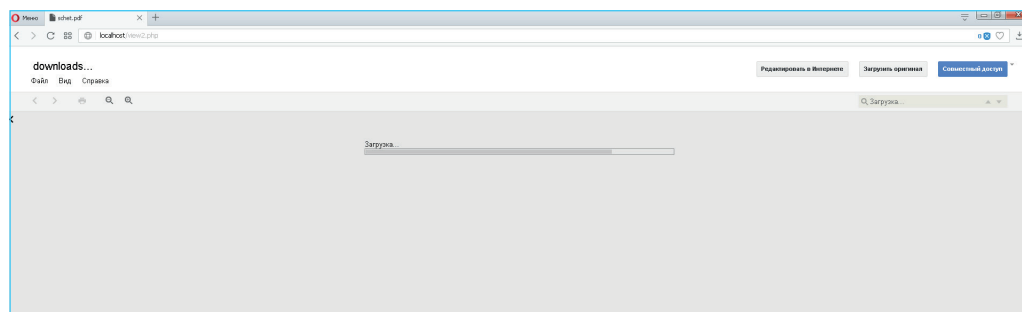 Меню schet.pdf
localhost/view2.php
downloads...
Файл Вид Справка
Редактировать в Интернете Загрузить оригинал Совместный доступ
Загрузка...
Загрузка...